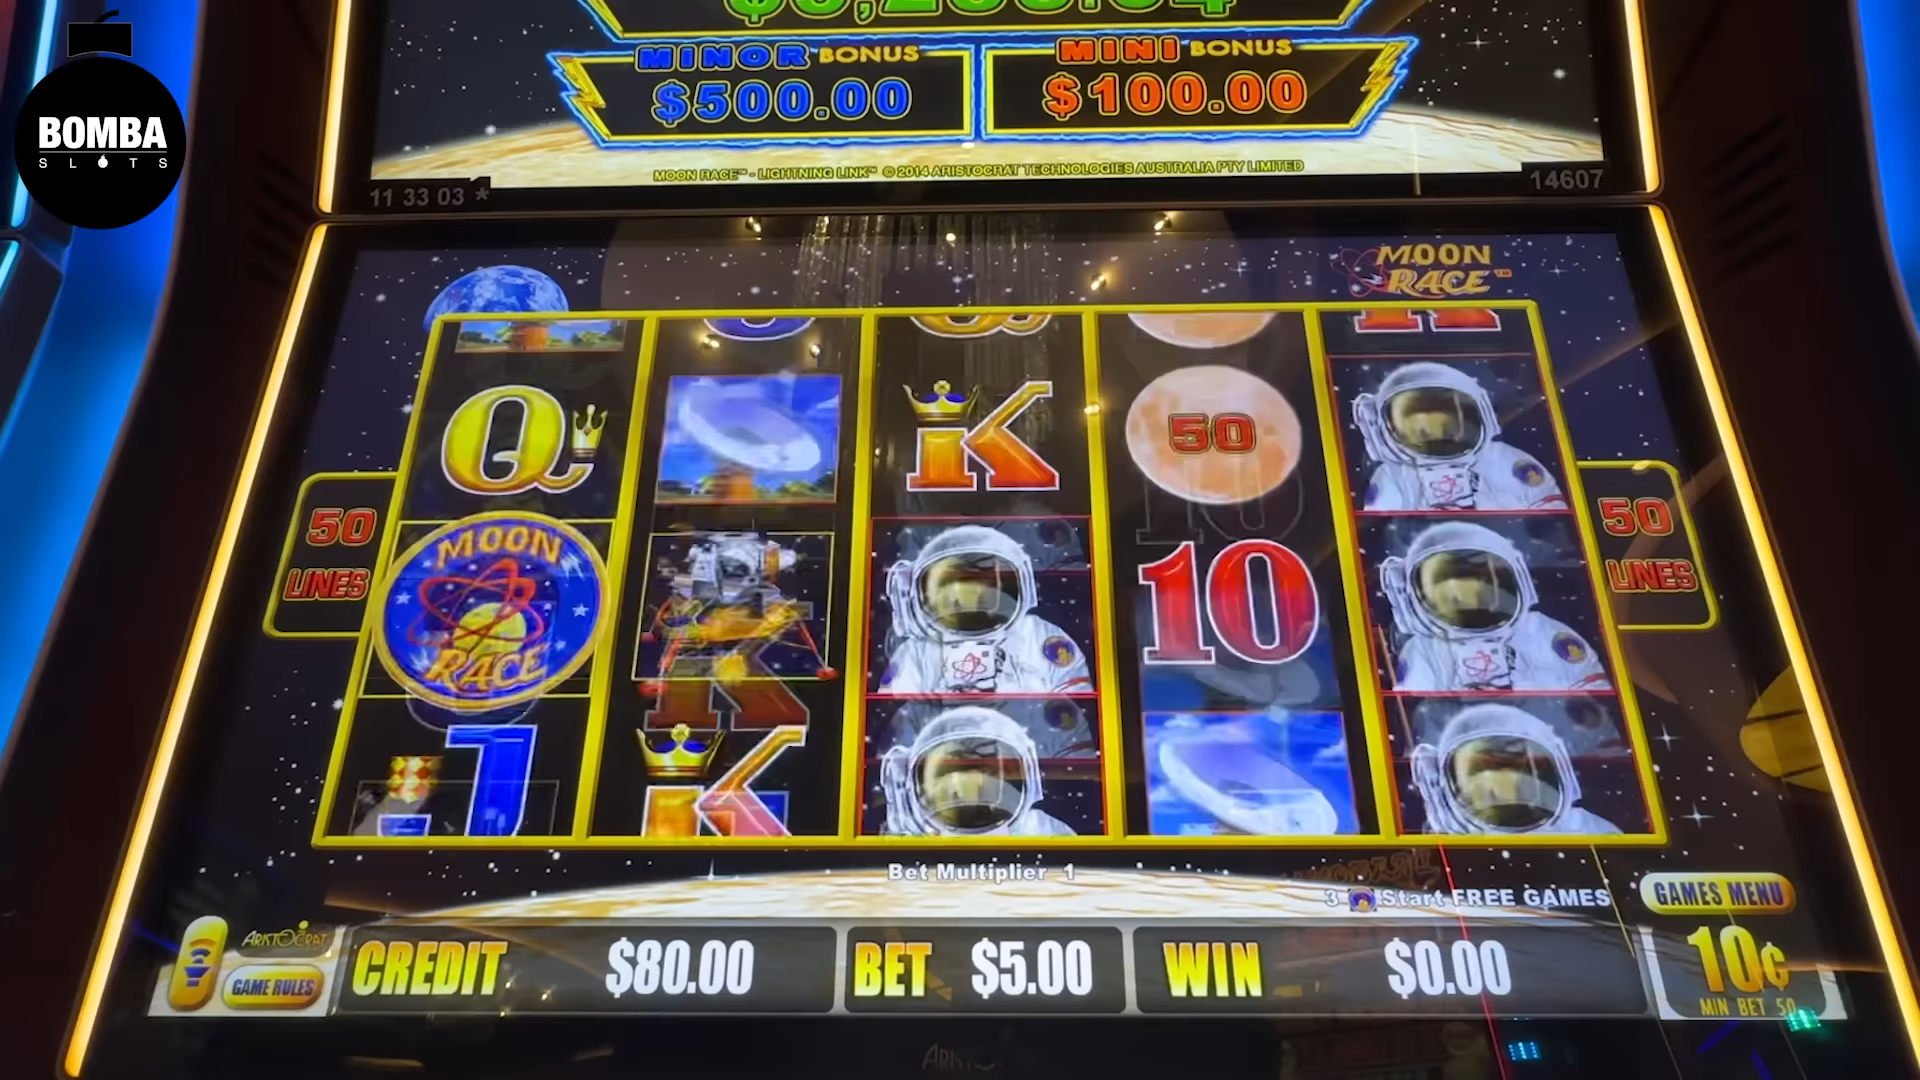 MINOR BONUS
$500.00
MINI BONUS
$100.00
BOMBA
SLOTS
MOON RACE™ - LIGHTNING LINK™ © 2014 ARISTOCRAT TECHNOLOGIES AUSTRALIA PTY LIMITED
11 33 03 *
14607
MOON
RACE™
Q
K
50
50
LINES
MOON
RACE
10
50
LINES
J
K
Bet Multiplier 1
3 Start FREE GAMES
GAMES MENU
ARISTOCRAT
GAME RULES
CREDIT $80.00
BET $5.00
WIN $0.00
10¢
MIN BET 50